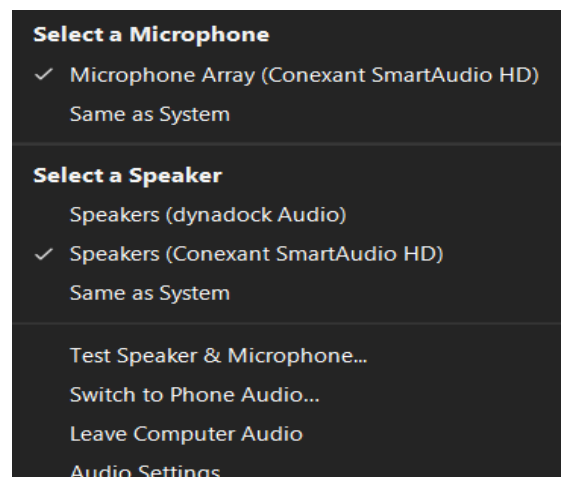 Select a Microphone
Microphone Array (Conexant SmartAudio HD)
Same as System
Select a Speaker
Speakers (dynadock Audio)
Speakers (Conexant SmartAudio HD)
Same as System
Test Speaker & Microphone...
Switch to Phone Audio...
Leave Computer Audio
Audio Settings